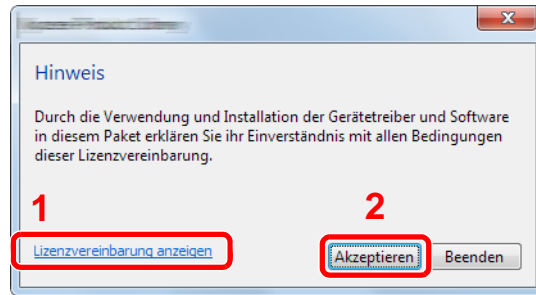 Hinweis
Durch die Verwendung und Installation der Gerätetreiber und Software
in diesem Paket erklären Sie ihr Einverständnis mit allen Bedingungen
dieser Lizenzvereinbarung.
1
2
Lizenzvereinbarung anzeigen
Akzeptieren
Beenden